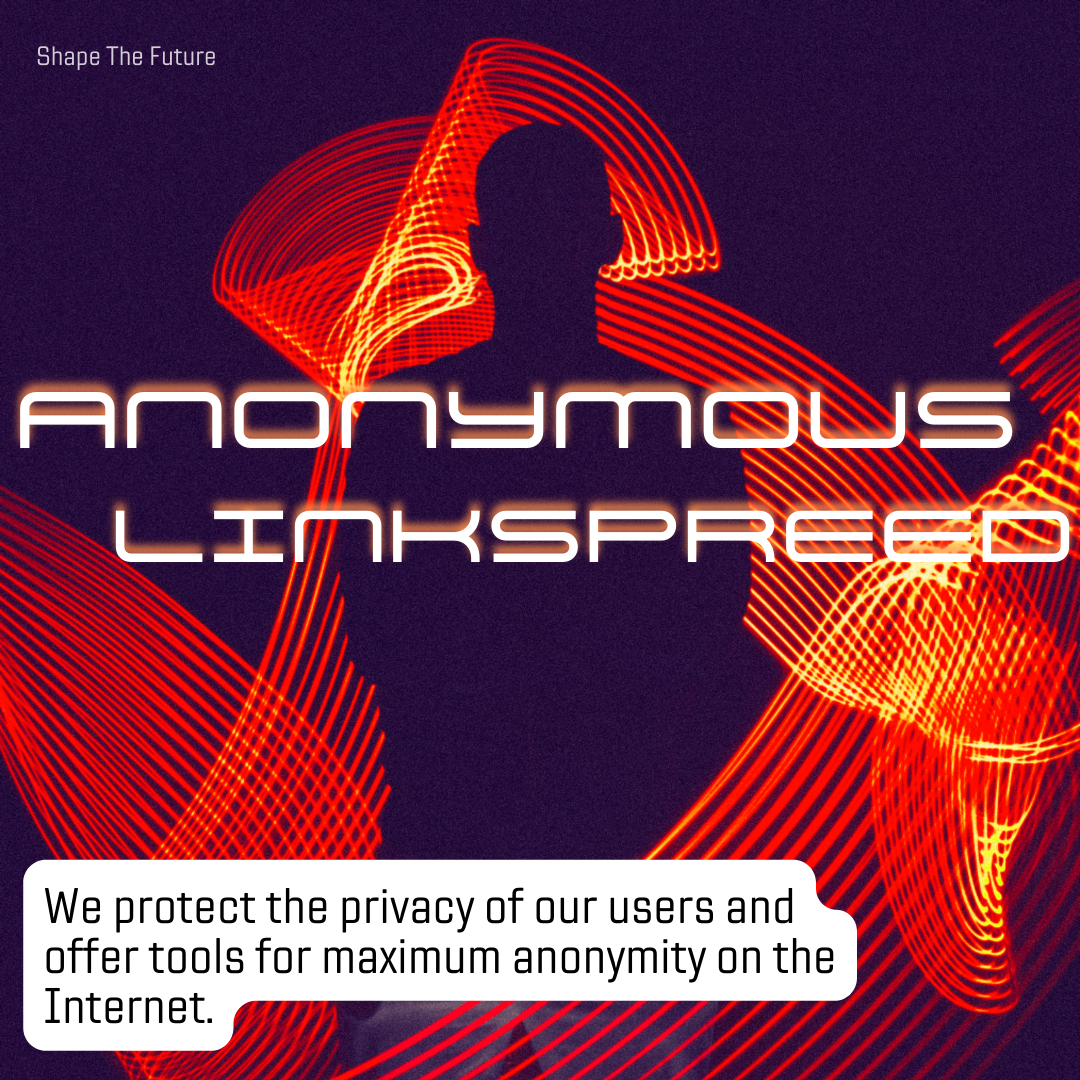 Shape The Future
ANONYMOUS
LINKSPREED
We protect the privacy of our users and
offer tools for maximum anonymity on the
Internet.